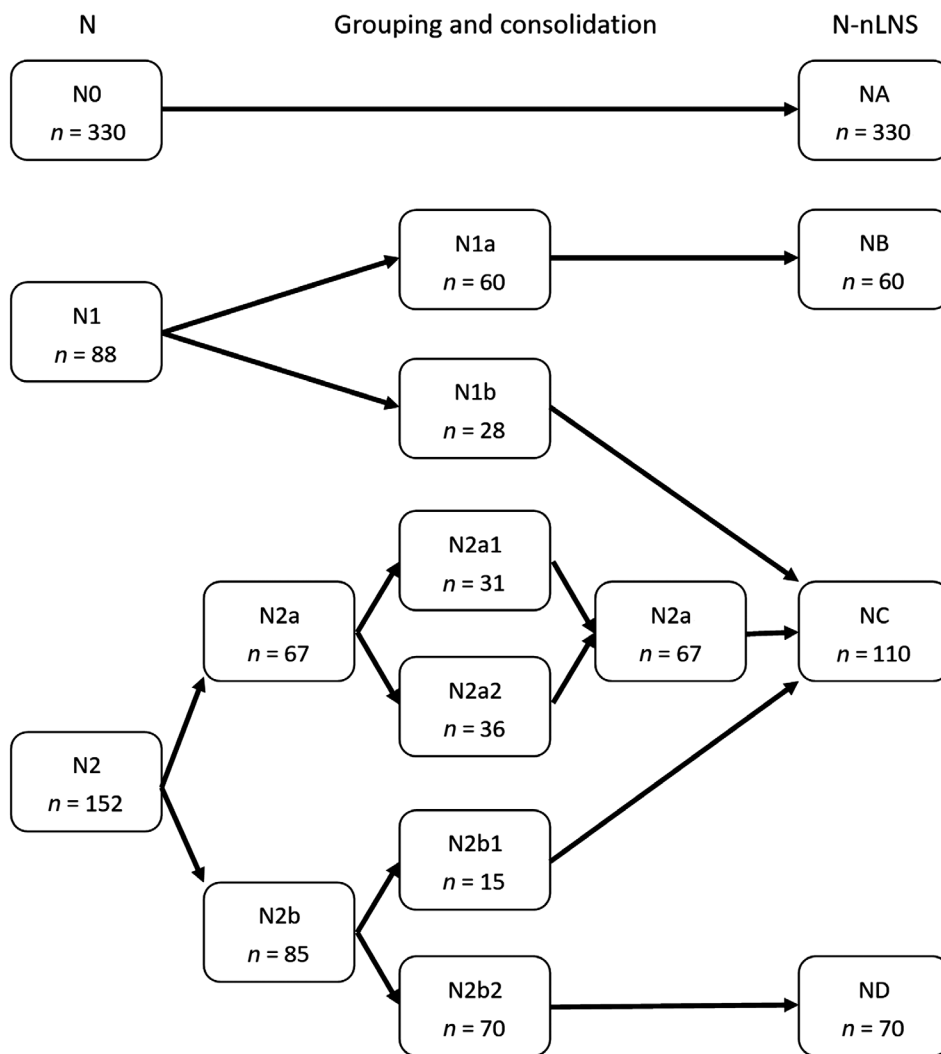 N
Grouping and consolidation
N-nLNS
N0
n = 330
NA
n = 330
N1
n = 88
N1a
n = 60
NB
n = 60
N1b
n = 28
N2
n = 152
N2a
n = 67
N2a1
n = 31
N2a2
n = 36
N2a
n = 67
NC
n = 110
N2b
n = 85
N2b1
n = 15
N2b2
n = 70
ND
n = 70